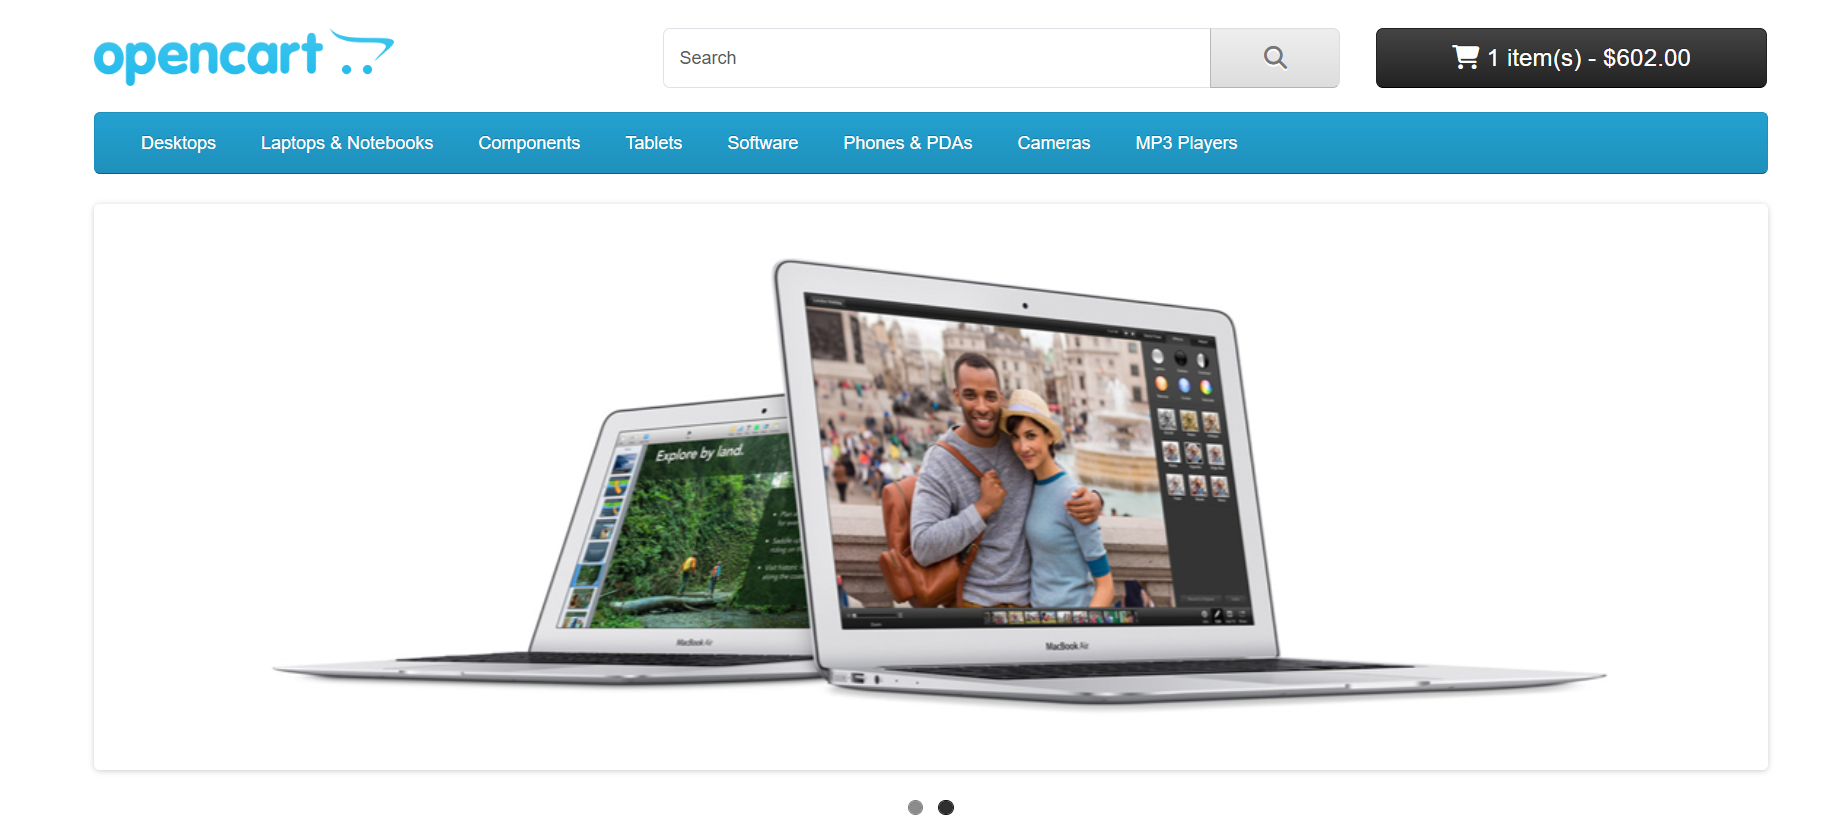 opencart
Search
1 item(s) - $602.00
Desktops
Laptops & Notebooks
Components
Tablets
Software
Phones & PDAs
Cameras
MP3 Players
Explore by land.
MacBook Air
MacBook Air